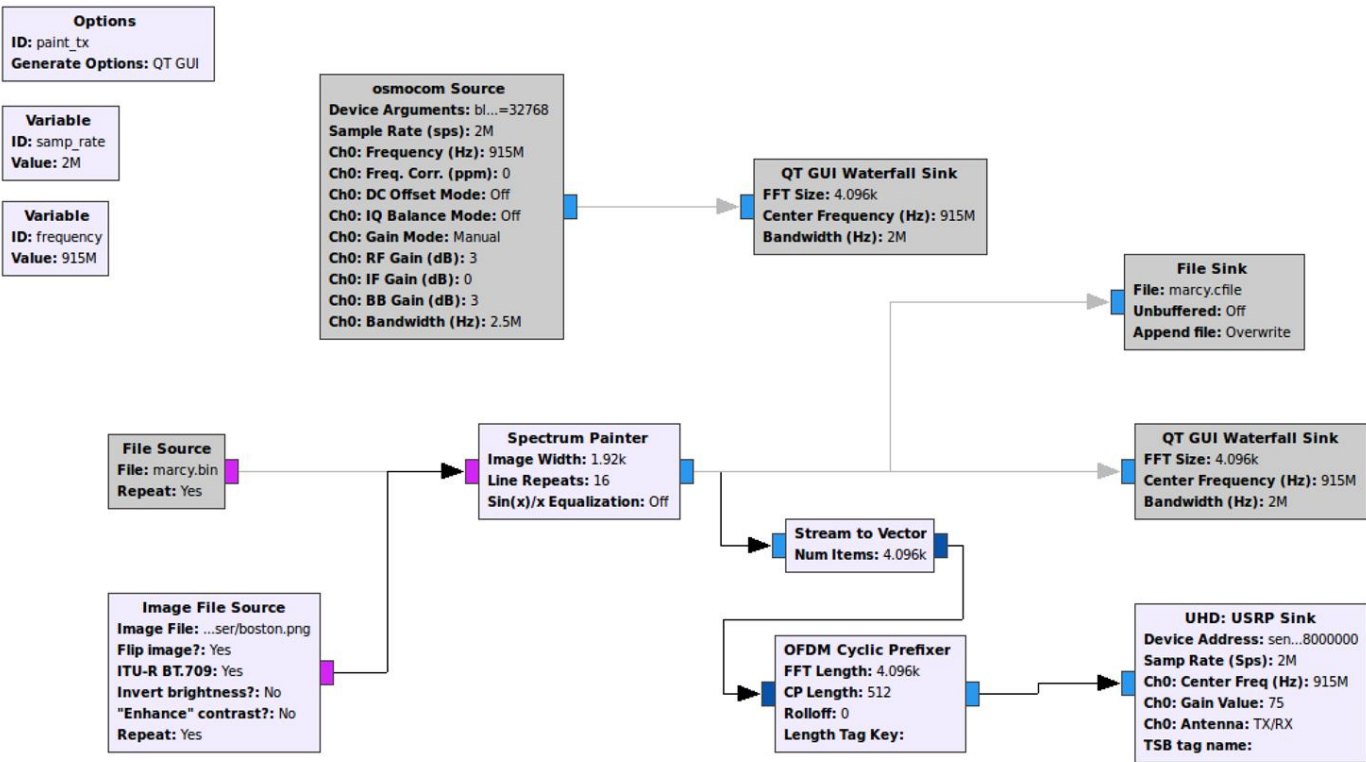 Options
ID: paint_tx
Generate Options: QT GUI
Variable
ID: samp_rate
Value: 2M
Variable
ID: frequency
Value: 915M
osmocom Source
Device Arguments: bl...=32768
Sample Rate (sps): 2M
Ch0: Frequency (Hz): 915M
Ch0: Freq. Corr. (ppm): 0
Ch0: DC Offset Mode: Off
Ch0: IQ Balance Mode: Off
Ch0: Gain Mode: Manual
Ch0: RF Gain (dB): 3
Ch0: IF Gain (dB): 0
Ch0: BB Gain (dB): 3
Ch0: Bandwidth (Hz): 2.5M
QT GUI Waterfall Sink
FFT Size: 4.096k
Center Frequency (Hz): 915M
Bandwidth (Hz): 2M
File Sink
File: marcy.cfile
Unbuffered: Off
Append file: Overwrite
File Source
File: marcy.bin
Repeat: Yes
Spectrum Painter
Image Width: 1.92k
Line Repeats: 16
Sin(x)/x Equalization: Off
QT GUI Waterfall Sink
FFT Size: 4.096k
Center Frequency (Hz): 915M
Bandwidth (Hz): 2M
Stream to Vector
Num Items: 4.096k
Image File Source
Image File: ...ser/boston.png
Flip image?: Yes
ITU-R BT.709: Yes
Invert brightness?: No
"Enhance" contrast?: No
Repeat: Yes
OFDM Cyclic Prefixer
FFT Length: 4.096k
CP Length: 512
Rolloff: 0
Length Tag Key:
UHD: USRP Sink
Device Address: sen...8000000
Samp Rate (Sps): 2M
Ch0: Center Freq (Hz): 915M
Ch0: Gain Value: 75
Ch0: Antenna: TX/RX
TSB tag name: